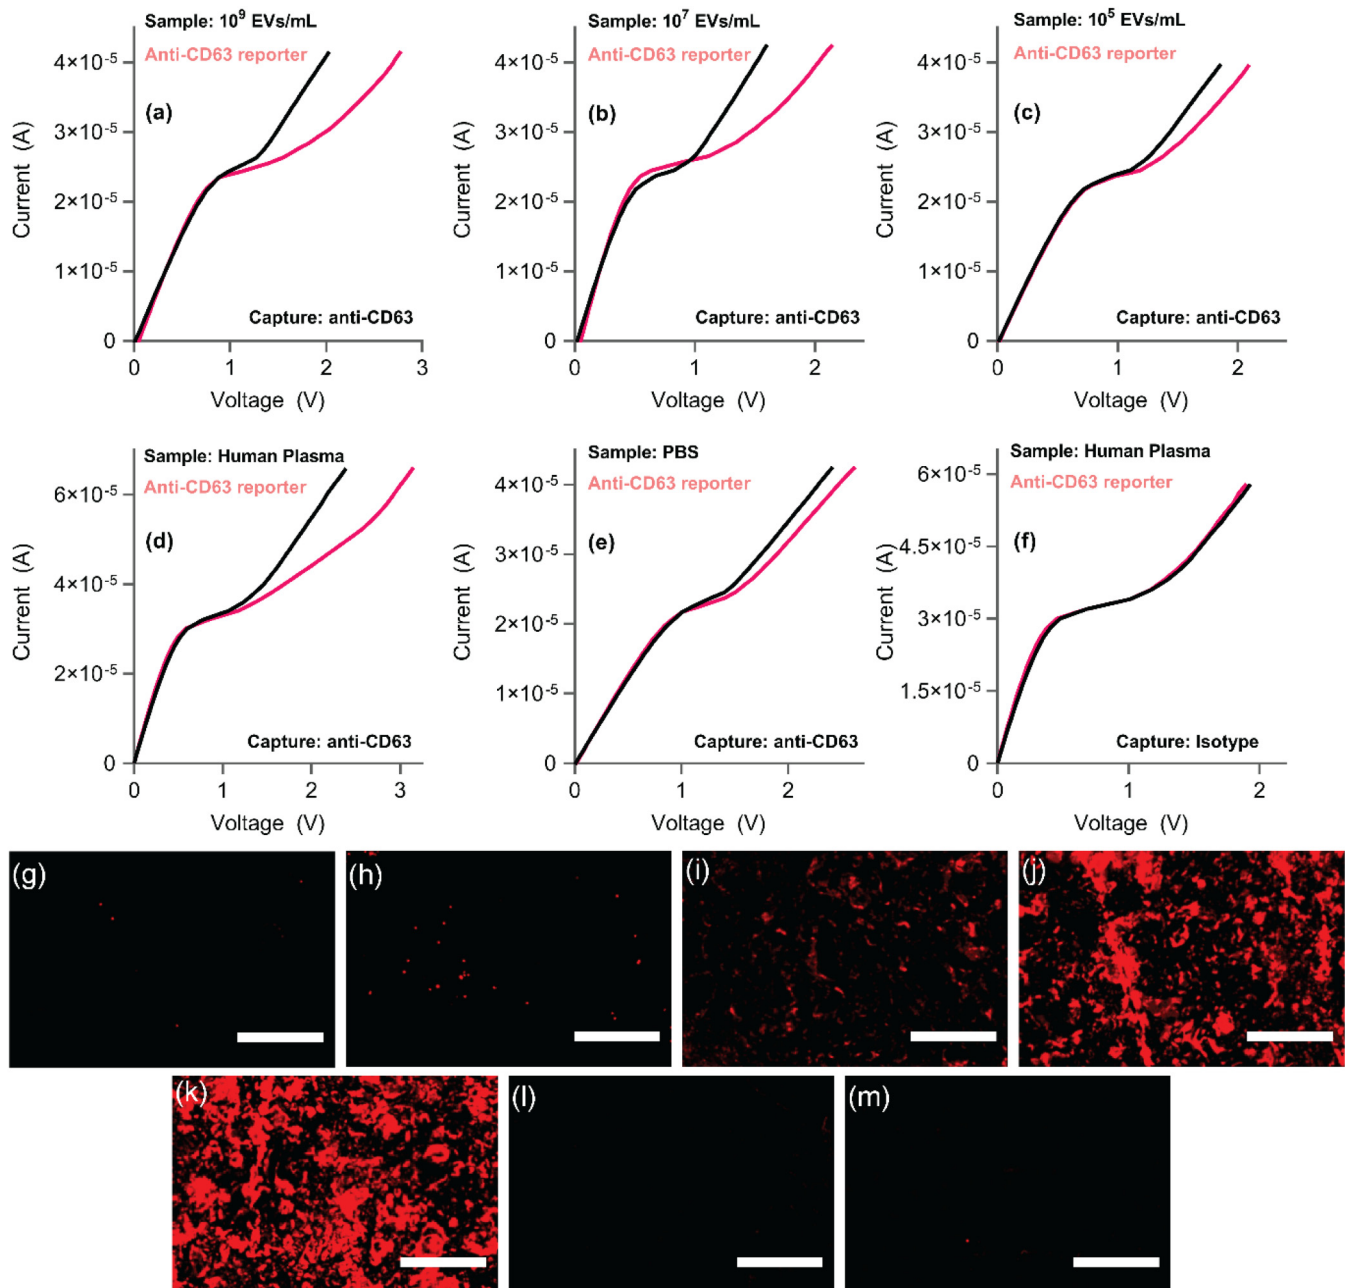 Sample: 10⁹ EVs/mL
Anti-CD63 reporter
(a)
4×10⁻⁵
3×10⁻⁵
2×10⁻⁵
1×10⁻⁵
0
Current (A)
Capture: anti-CD63
0 1 2 3
Voltage (V)
Sample: 10⁷ EVs/mL
Anti-CD63 reporter
(b)
4×10⁻⁵
3×10⁻⁵
2×10⁻⁵
1×10⁻⁵
0
Current (A)
Capture: anti-CD63
0 1 2
Voltage (V)
Sample: 10⁵ EVs/mL
Anti-CD63 reporter
(c)
4×10⁻⁵
3×10⁻⁵
2×10⁻⁵
1×10⁻⁵
0
Current (A)
Capture: anti-CD63
0 1 2
Voltage (V)
Sample: Human Plasma
Anti-CD63 reporter
(d)
6×10⁻⁵
4×10⁻⁵
2×10⁻⁵
0
Current (A)
Capture: anti-CD63
0 1 2 3
Voltage (V)
Sample: PBS
Anti-CD63 reporter
(e)
4×10⁻⁵
3×10⁻⁵
2×10⁻⁵
1×10⁻⁵
0
Current (A)
Capture: anti-CD63
0 1 2
Voltage (V)
Sample: Human Plasma
Anti-CD63 reporter
(f)
6×10⁻⁵
4.5×10⁻⁵
3×10⁻⁵
1.5×10⁻⁵
0
Current (A)
Capture: Isotype
0 1 2
Voltage (V)
(g)
(h)
(i)
(j)
(k)
(l)
(m)